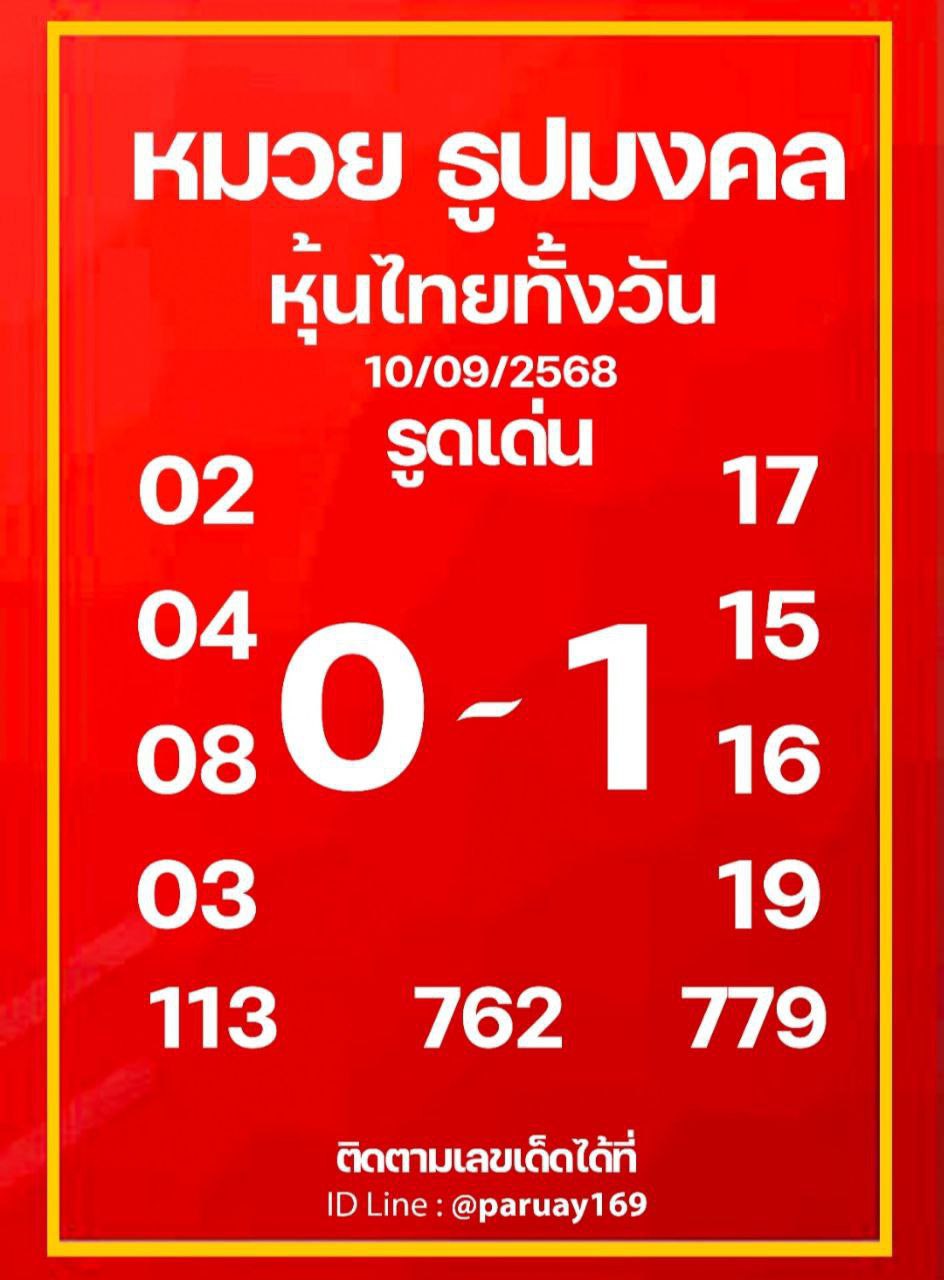 หมวย ธูปมงคล
หุ้นไทยทั้งวัน
10/09/2568
รูดเด่น
02 17
04 15
0 - 1
08 16
03 19
113 762 779
ติดตามเลขเด็ดได้ที่
ID Line : @paruay169